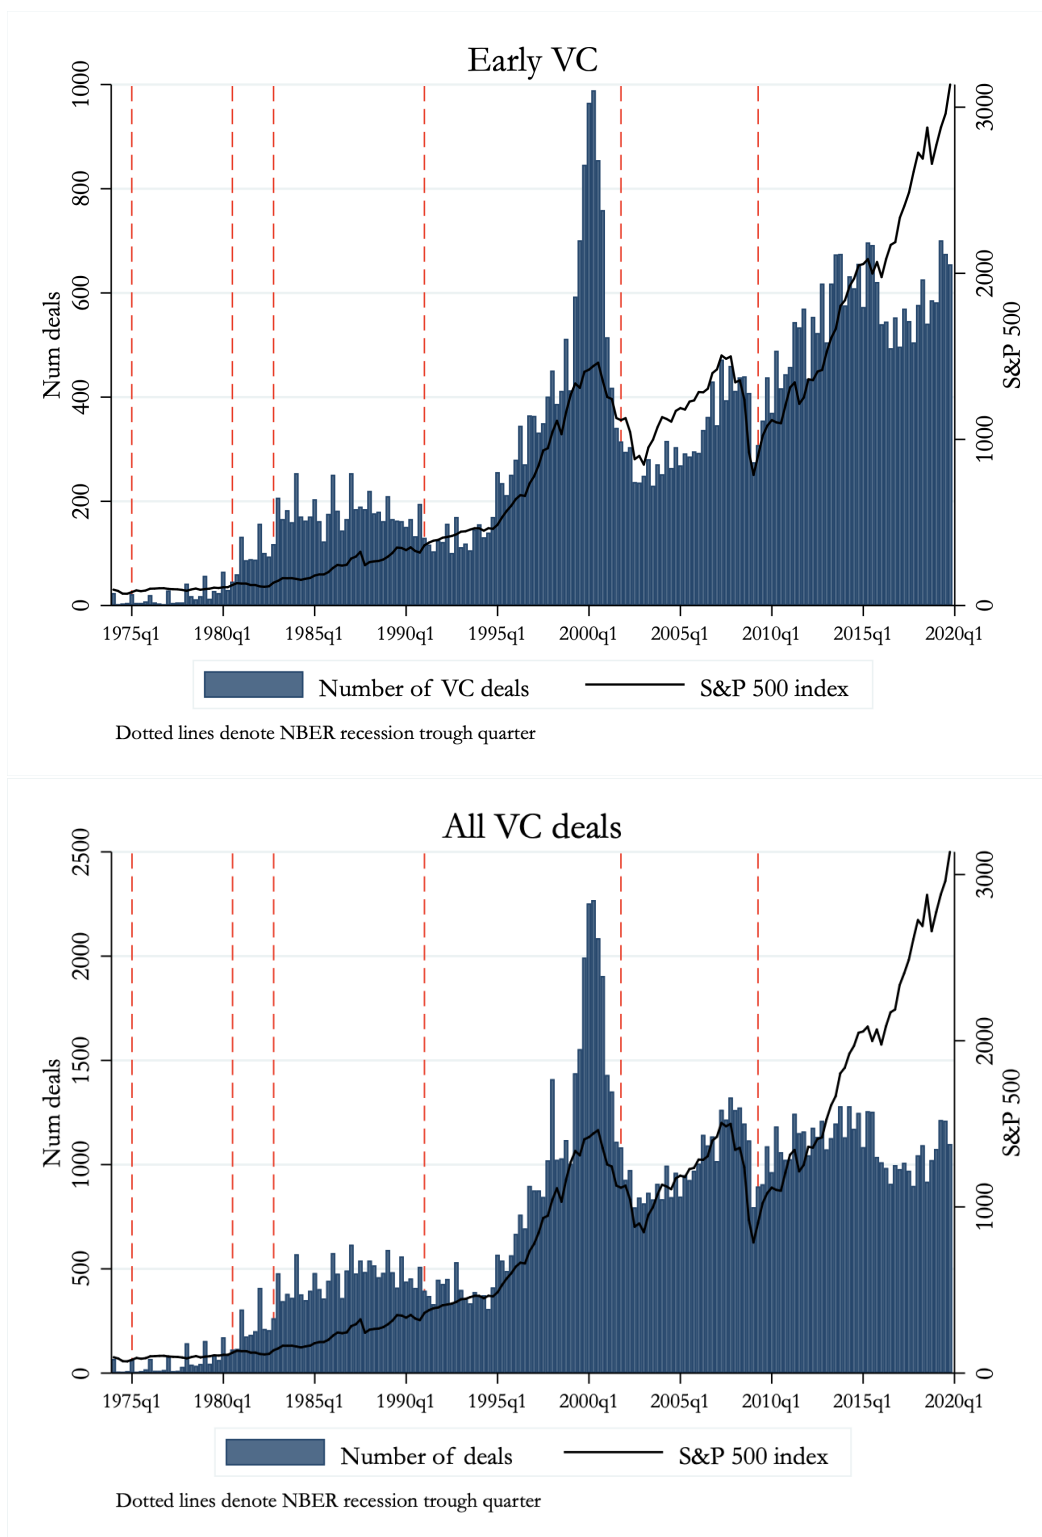 Early VC
1000
800
600
400
200
0
Num deals
3000
2000
1000
0
S&P 500
1975q1 1980q1 1985q1 1990q1 1995q1 2000q1 2005q1 2010q1 2015q1 2020q1
Number of VC deals S&P 500 index
Dotted lines denote NBER recession trough quarter
All VC deals
2500
2000
1500
1000
500
0
Num deals
3000
2000
1000
0
S&P 500
1975q1 1980q1 1985q1 1990q1 1995q1 2000q1 2005q1 2010q1 2015q1 2020q1
Number of deals S&P 500 index
Dotted lines denote NBER recession trough quarter